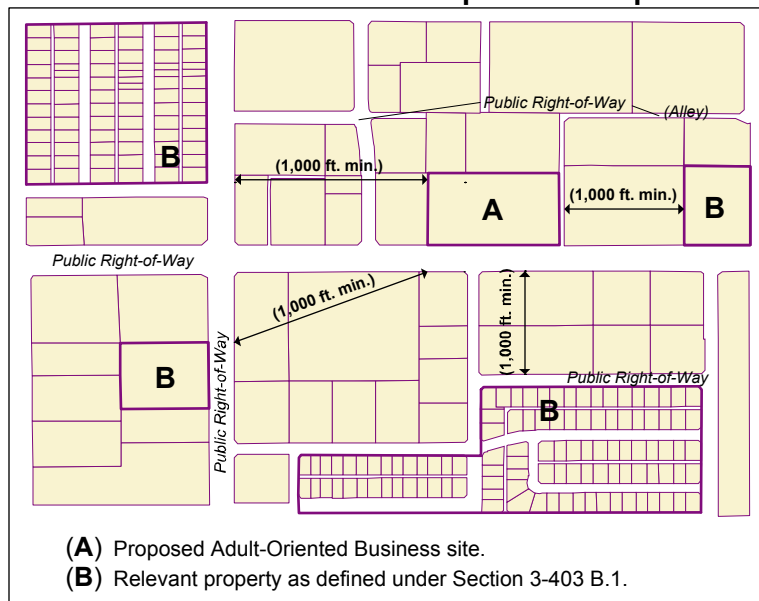 Public Right-of-Way
(Alley)
B
(1,000 ft. min.)
(1,000 ft. min.)
A
B
Public Right-of-Way
(1,000 ft. min.)
(1,000 ft. min.)
Public Right-of-Way
B
Public Right-of-Way
B
(A) Proposed Adult-Oriented Business site.
(B) Relevant property as defined under Section 3-403 B.1.